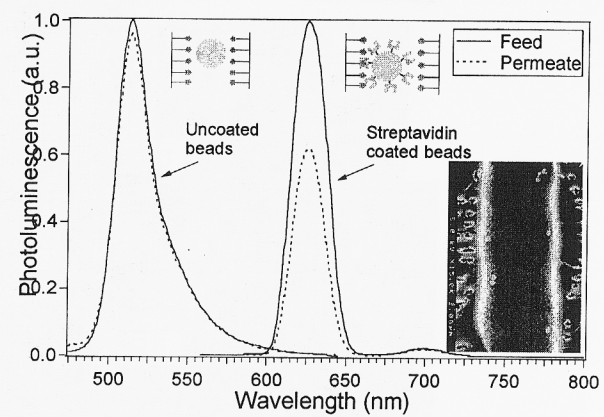 Photoluminescence (a.u.)
1.0
0.8
0.6
0.4
0.2
0.0
Uncoated
beads
Streptavidin
coated beads
Feed
Permeate
500
550
600
650
700
750
800
Wavelength (nm)